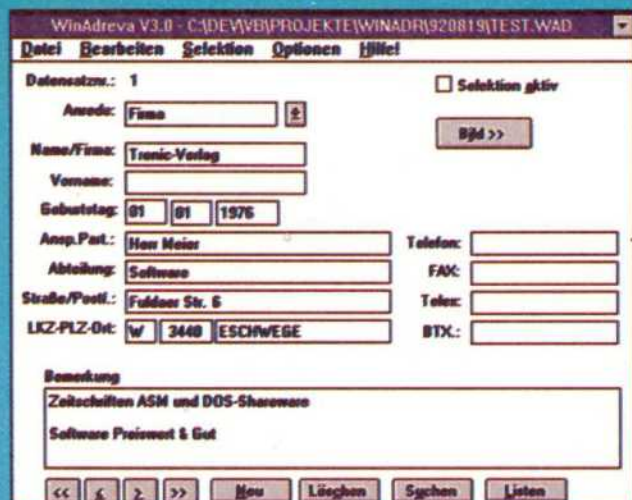 WinAdreva V3.0 - C:\DEV\VB\PROJEKTE\WINADR\920819\TEST.WAD
Datei Bearbeiten Selektion Optionen Hilfe!
Datensatznr.: 1
Selektion aktiv
Anrede: Firma
Bild >>
Name/Firma: Tronic-Verlag
Vorname:
Geburtstag: 01 01 1976
Ansp.Part.: Herr Meier Telefon:
Abteilung: Software FAX:
Straße/Postf.: Fuldaer Str. 6 Telex:
LKZ-PLZ-Ort: W 3440 ESCHWEGE BTX.:
Bemerkung
Zeitschriften ASM und DOS-Shareware
Software Preiswert & Gut
<< < > >> Neu Löschen Suchen Listen